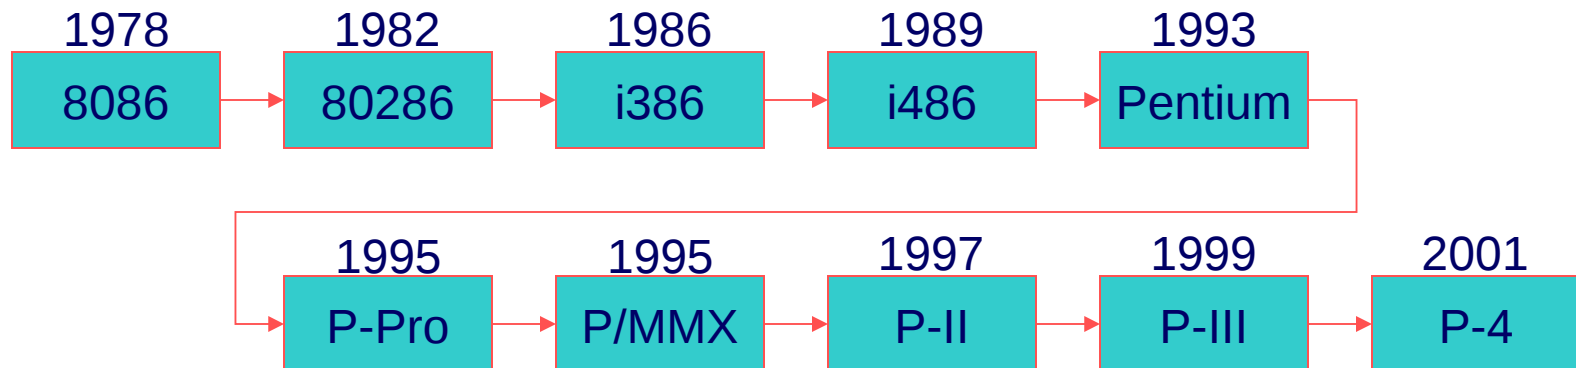 1978 1982 1986 1989 1993
8086 80286 i386 i486 Pentium
1995 1995 1997 1999 2001
P-Pro P/MMX P-II P-III P-4